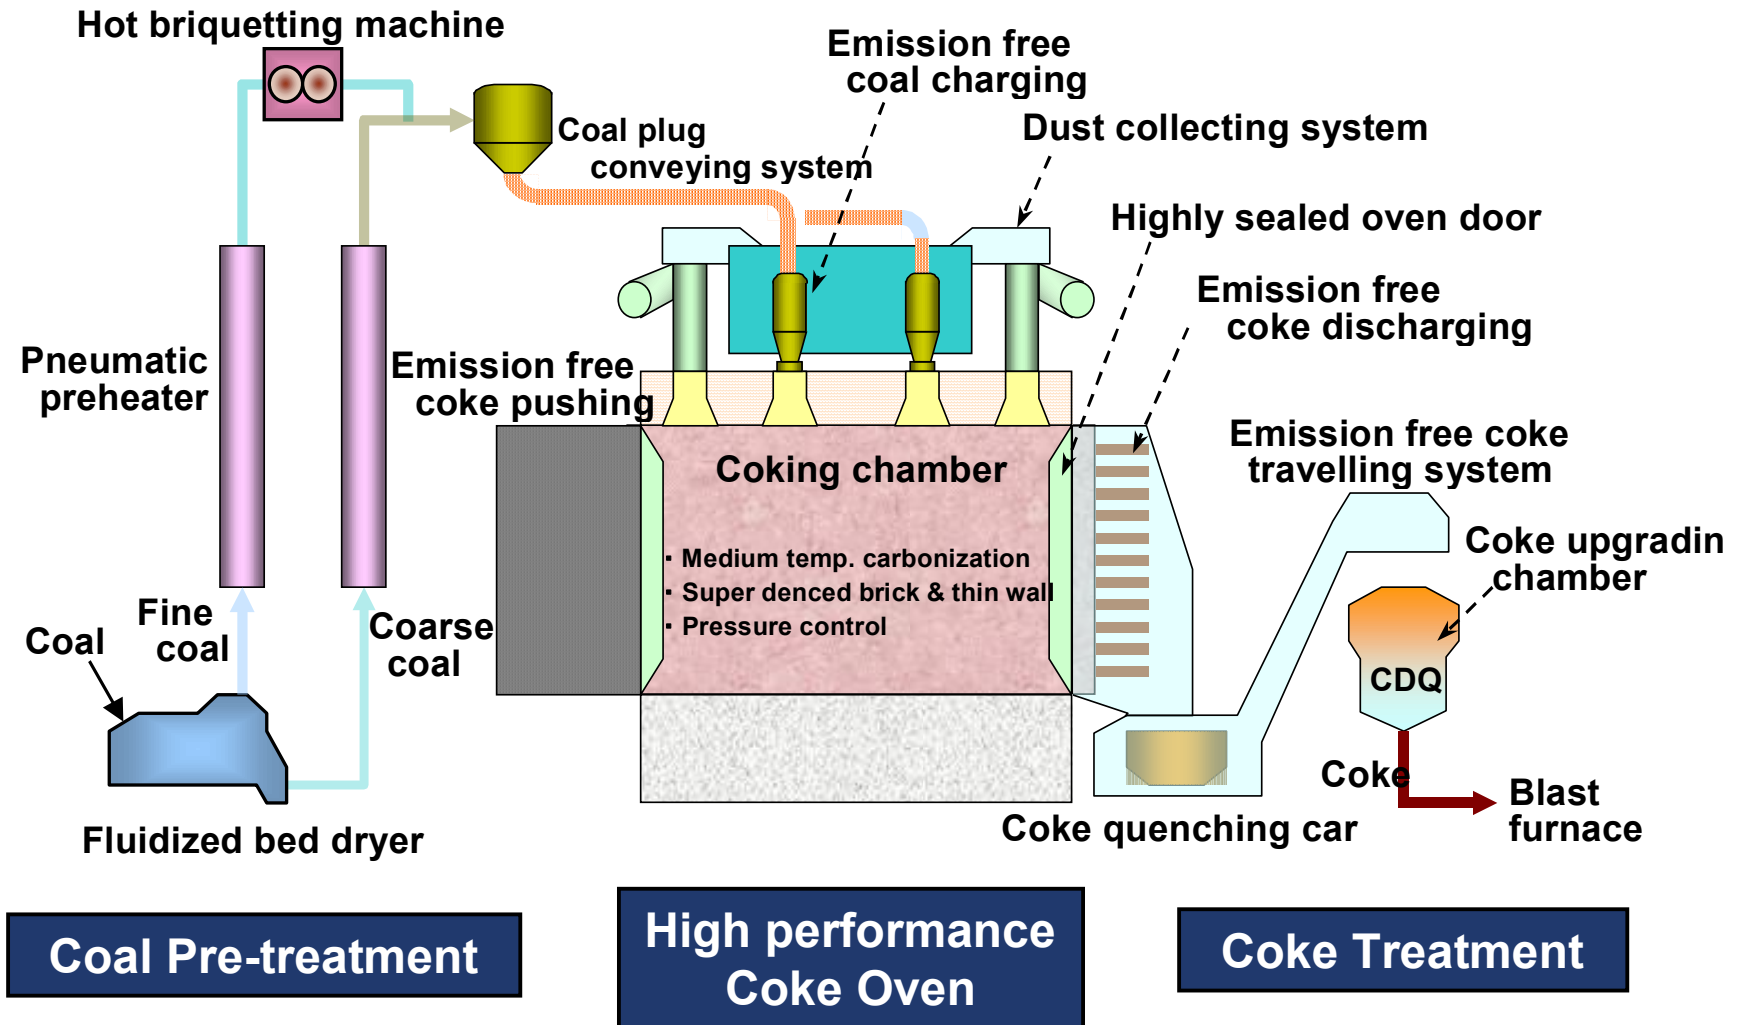 Hot briquetting machine
Emission free
coal charging
Coal plug
conveying system
Dust collecting system
Highly sealed oven door
Emission free
coke discharging
Pneumatic
preheater
Emission free
coke pushing
Emission free coke
travelling system
Coking chamber
· Medium temp. carbonization
· Super denced brick & thin wall
· Pressure control
Coke upgradin
chamber
Fine
coal
Coarse
coal
Coal
CDQ
Coke
Blast
furnace
Fluidized bed dryer
Coke quenching car
Coal Pre-treatment
High performance
Coke Oven
Coke Treatment